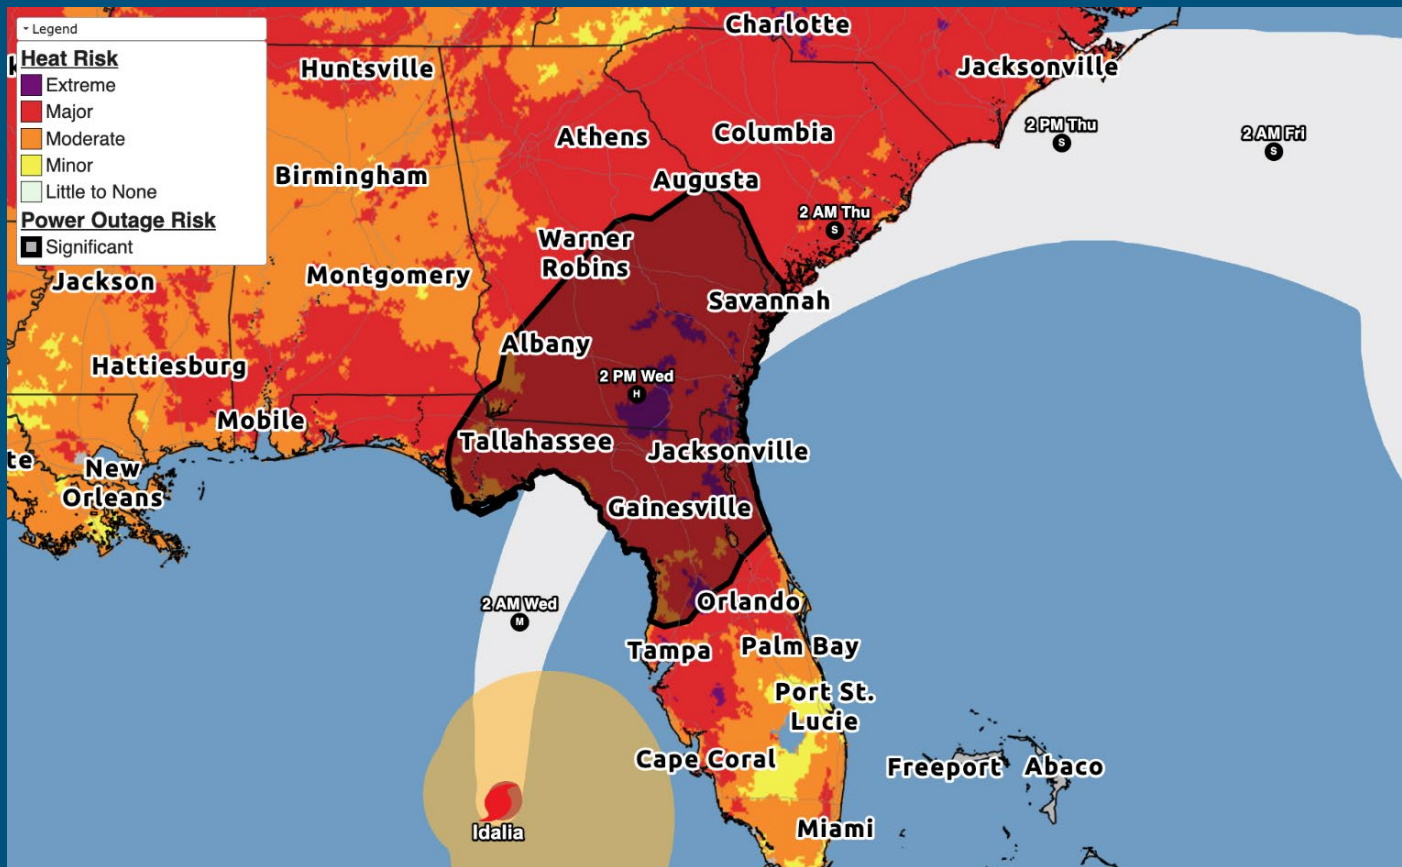 Legend
Heat Risk
Extreme
Major
Moderate
Minor
Little to None
Power Outage Risk
Significant
Charlotte
Huntsville
Jacksonville
2 PM Thu
S
2 AM Fri
S
Athens
Columbia
Birmingham
Augusta
2 AM Thu
S
Warner
Robins
Jackson
Montgomery
Savannah
Albany
Hattiesburg
2 PM Wed
H
Mobile
Tallahassee
Jacksonville
te
New
Orleans
Gainesville
2 AM Wed
M
Orlando
Tampa
Palm Bay
Port St.
Lucie
Cape Coral
Freeport
Abaco
Idalia
Miami